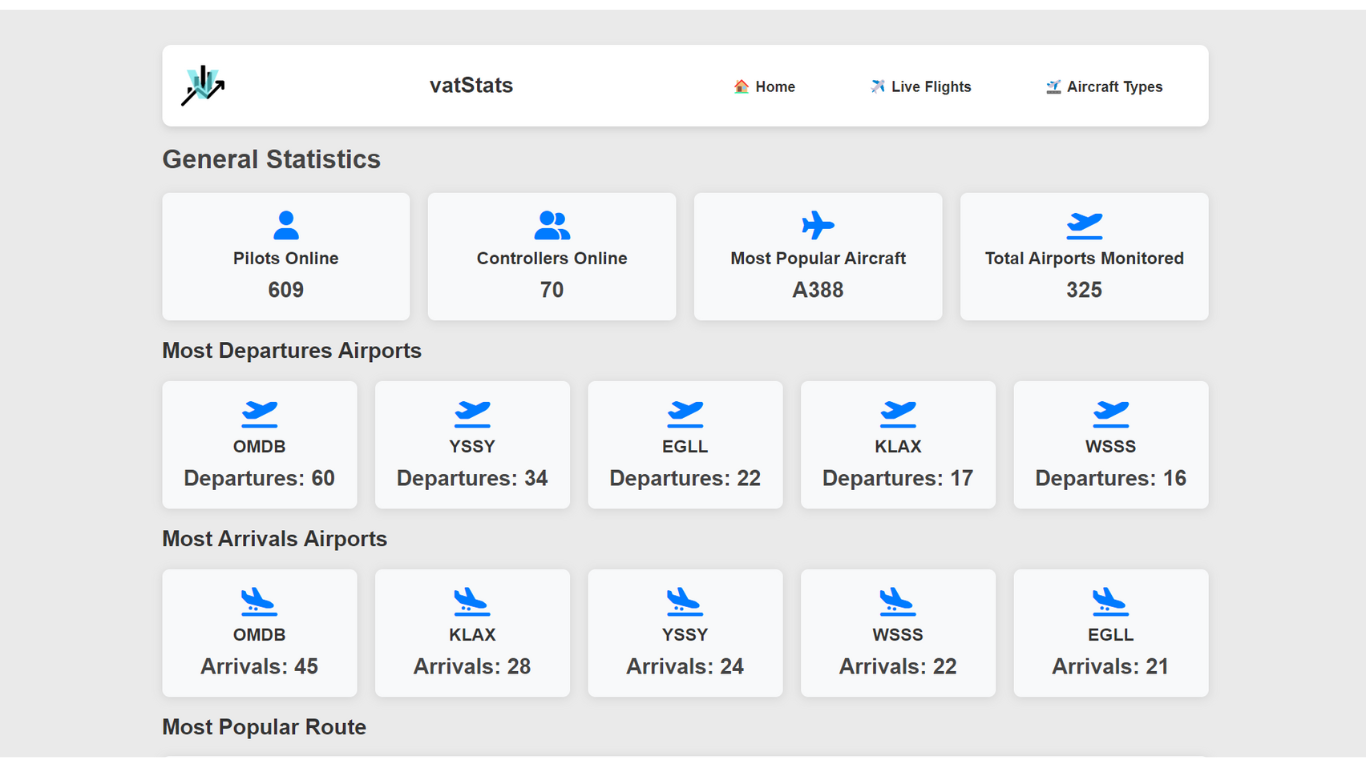 vatStats
Home
Live Flights
Aircraft Types
General Statistics
Pilots Online
609
Controllers Online
70
Most Popular Aircraft
A388
Total Airports Monitored
325
Most Departures Airports
OMDB
Departures: 60
YSSY
Departures: 34
EGLL
Departures: 22
KLAX
Departures: 17
WSSS
Departures: 16
Most Arrivals Airports
OMDB
Arrivals: 45
KLAX
Arrivals: 28
YSSY
Arrivals: 24
WSSS
Arrivals: 22
EGLL
Arrivals: 21
Most Popular Route